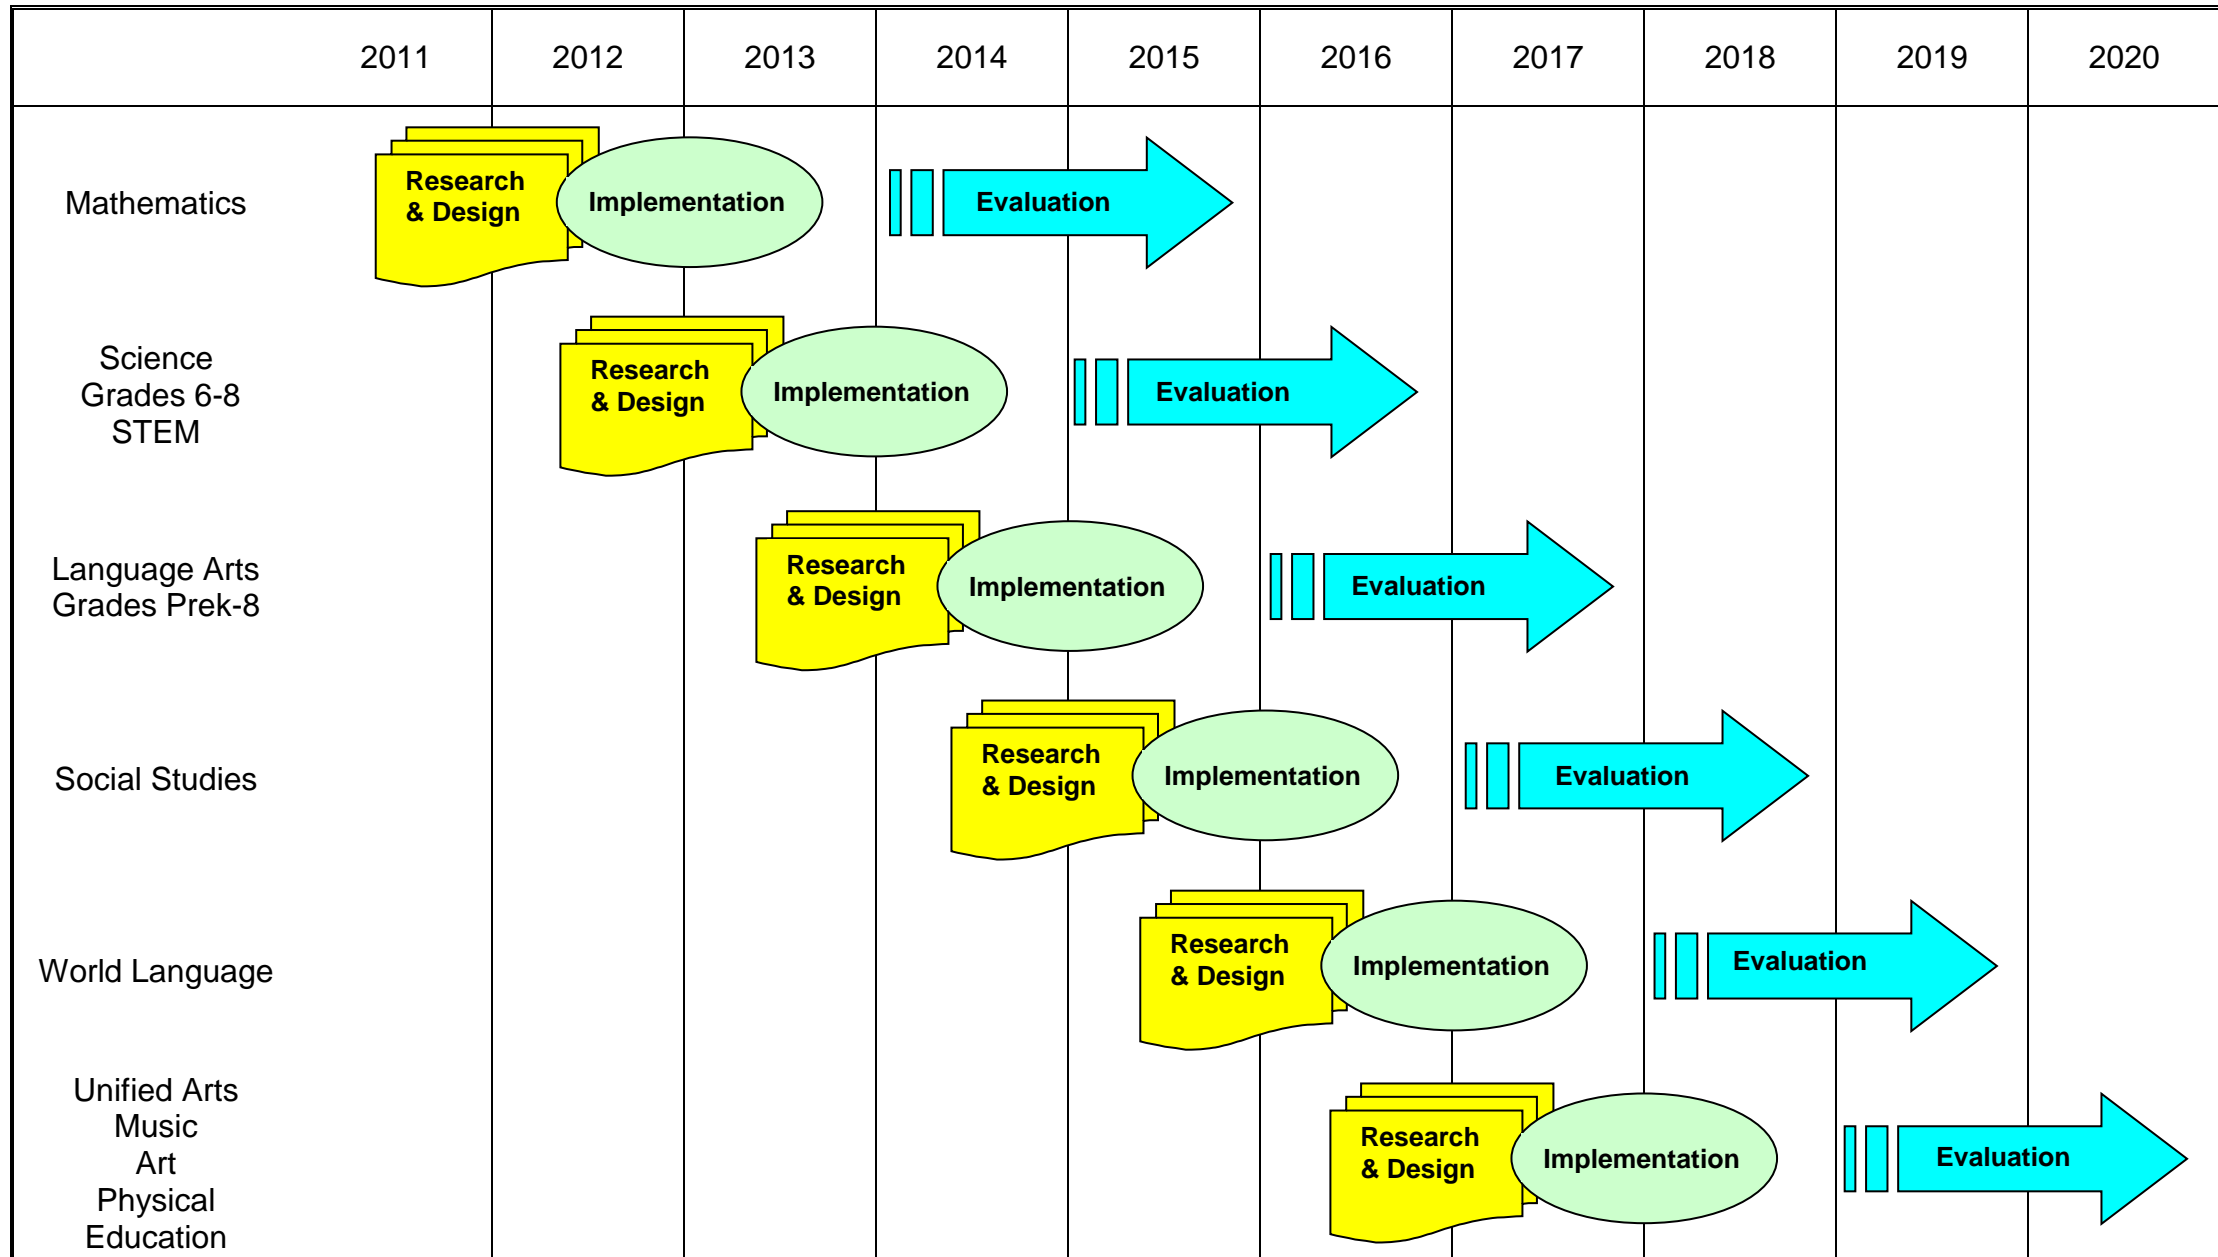 2011 2012 2013 2014 2015 2016 2017 2018 2019 2020
Mathematics
Research
& Design
Implementation
Evaluation
Science
Grades 6-8
STEM
Research
& Design
Implementation
Evaluation
Language Arts
Grades Prek-8
Research
& Design
Implementation
Evaluation
Social Studies
Research
& Design
Implementation
Evaluation
World Language
Research
& Design
Implementation
Evaluation
Unified Arts
Music
Art
Physical
Education
Research
& Design
Implementation
Evaluation